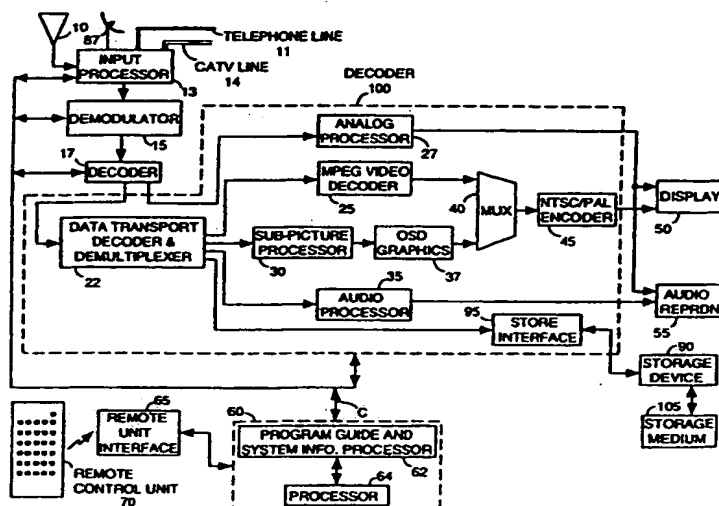 10
87
TELEPHONE LINE
11
CATV LINE
14
INPUT
PROCESSOR
13
DEMODULATOR
15
17
DECODER
DECODER
100
ANALOG
PROCESSOR
27
MPEG VIDEO
DECODER
25
40
MUX
NTSC/PAL
ENCODER
45
DISPLAY
50
DATA TRANSPORT
DECODER &
DEMULTIPLEXER
22
SUB-PICTURE
PROCESSOR
30
OSD
GRAPHICS
37
35
AUDIO
PROCESSOR
95
STORE
INTERFACE
AUDIO
REPRDN
55
90
STORAGE
DEVICE
105
STORAGE
MEDIUM
C
65
REMOTE
UNIT
INTERFACE
REMOTE
CONTROL UNIT
70
60
PROGRAM GUIDE AND
SYSTEM INFO. PROCESSOR
62
64
PROCESSOR